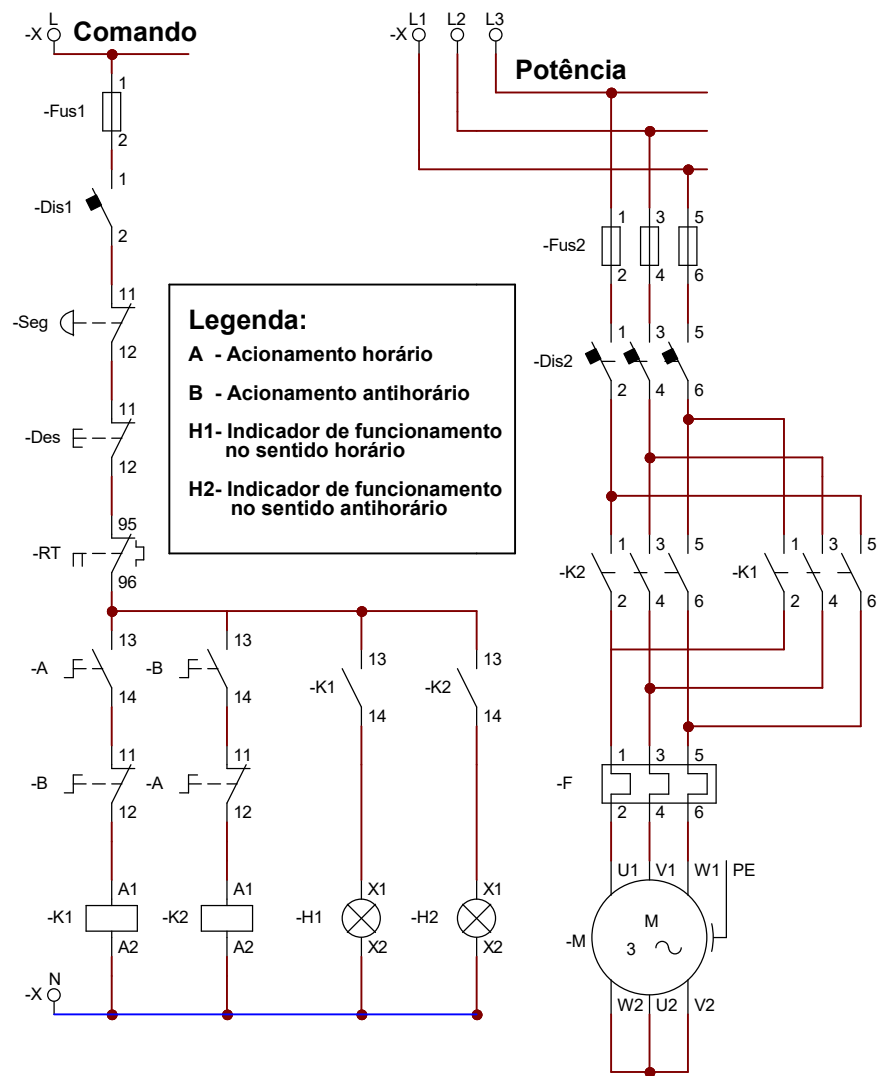 L
-X
Comando
1
-Fus1
2
1
-Dis1
2
11
-Seg
12
11
-Des
12
95
-RT
96
13
-A
14
13
-B
14
13
-K1
14
13
-K2
14
11
-B
12
11
-A
12
A1
-K1
A2
A1
-K2
A2
X1
-H1
X2
X1
-H2
X2
N
-X
Legenda:
A - Acionamento horário
B - Acionamento antihorário
H1- Indicador de funcionamento
no sentido horário
H2- Indicador de funcionamento
no sentido antihorário
L1 L2 L3
-X
Potência
1 3 5
-Fus2
2 4 6
1 3 5
-Dis2
2 4 6
1 3 5
-K2
2 4 6
1 3 5
-K1
2 4 6
1 3 5
-F
2 4 6
U1 V1 W1 PE
M
-M
3
W2 U2 V2